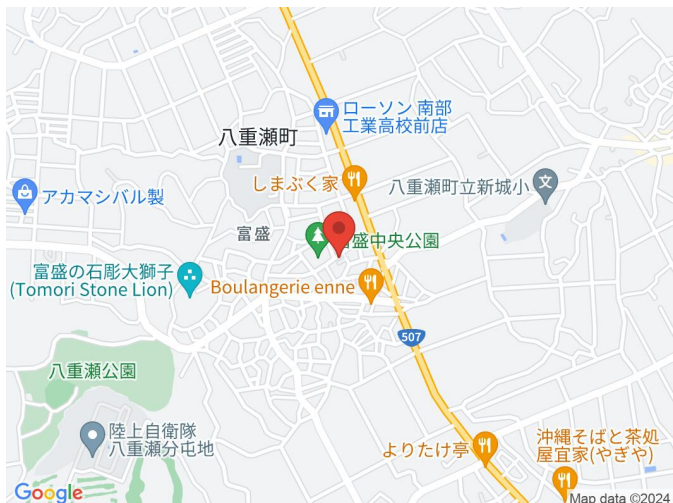 ローソン 南部
工業高校前店
八重瀬町
しまぶく家
八重瀬町立新城小
文
アカマシバル製
富盛
富盛中央公園
富盛の石彫大獅子
(Tomori Stone Lion)
Boulangerie enne
507
八重瀬公園
陸上自衛隊
八重瀬分屯地
よりたけ亭
沖縄そばと茶処
屋宜家(やぎや)
Google
Map data ©2024